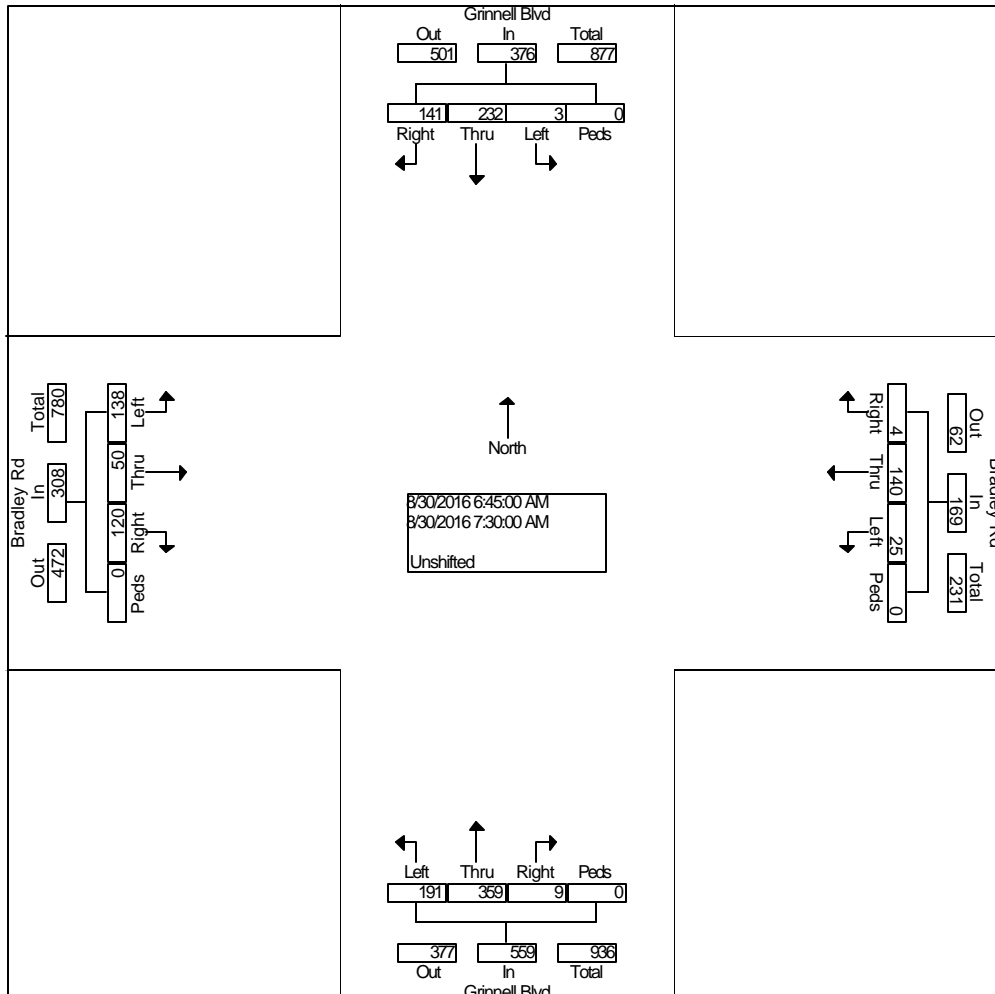 Grinnell Blvd
Out In Total
501 376 877
141 232 3 0
Right Thru Left Peds
Bradley Rd
Total In Out
780 308 472
138 50 120 0
Left Thru Right Peds
North
8/30/2016 6:45:00 AM
8/30/2016 7:30:00 AM
Unshifted
Right Thru Left Peds
4 140 25 0
Out In Total
62 169 231
Bradley Rd
Left Thru Right Peds
191 359 9 0
377 559 936
Out In Total
Grinnell Blvd